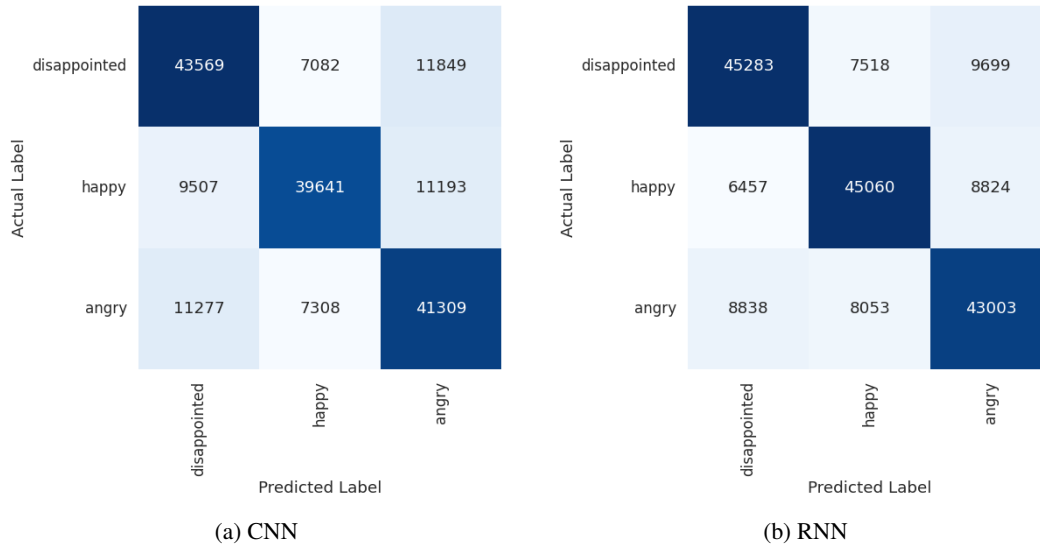 disappointed 43569 7082 11849
happy 9507 39641 11193
angry 11277 7308 41309
Actual Label
disappointed happy angry
Predicted Label
(a) CNN
disappointed 45283 7518 9699
happy 6457 45060 8824
angry 8838 8053 43003
Actual Label
disappointed happy angry
Predicted Label
(b) RNN